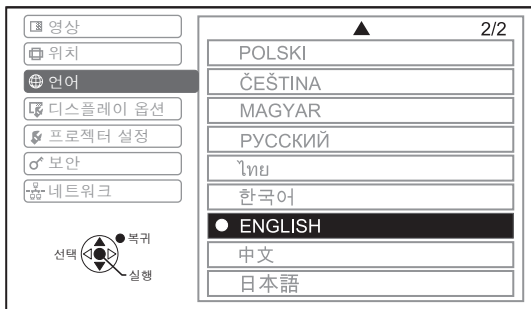 영상
위치
언어
디스플레이 옵션
프로젝터 설정
보안
네트워크
복귀
선택
실행
2/2
POLSKI
ČEŠTINA
MAGYAR
РУССКИЙ
ไทย
한국어
ENGLISH
中文
日本語